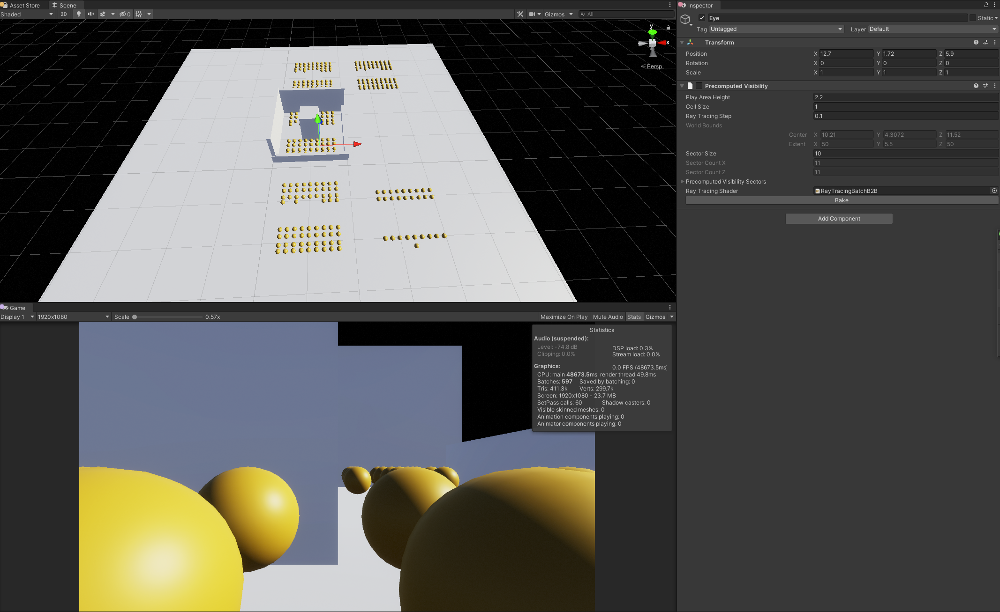 Asset Store
Scene
Shaded
2D
0
Gizmos
All
y
x
Persp
Game
Display 1
1920x1080
Scale
0.57x
Maximize On Play
Mute Audio
Stats
Gizmos
Statistics
Audio (suspended):
Level: -74.8 dB
DSP load: 0.3%
Clipping: 0.0%
Stream load: 0.0%
Graphics:
0.0 FPS (48673.5ms
CPU: main 48673.5ms render thread 49.8ms
Batches: 597 Saved by batching: 0
Tris: 411.3k Verts: 299.7k
Screen: 1920x1080 - 23.7 MB
SetPass calls: 60 Shadow casters: 0
Visible skinned meshes: 0
Animation components playing: 0
Animator components playing: 0
Inspector
Eye
Static
Tag Untagged
Layer Default
Transform
Position X 12.7 Y 1.72 Z 5.9
Rotation X 0 Y 0 Z 0
Scale X 1 Y 1 Z 1
Precomputed Visibility
Play Area Height 2.2
Cell Size 1
Ray Tracing Step 0.1
World Bounds
Center X 10.21 Y 4.3072 Z 11.52
Extent X 50 Y 5.5 Z 50
Sector Size 10
Sector Count X 11
Sector Count Z 11
Precomputed Visibility Sectors
Ray Tracing Shader RayTracingBatchB2B
Bake
Add Component